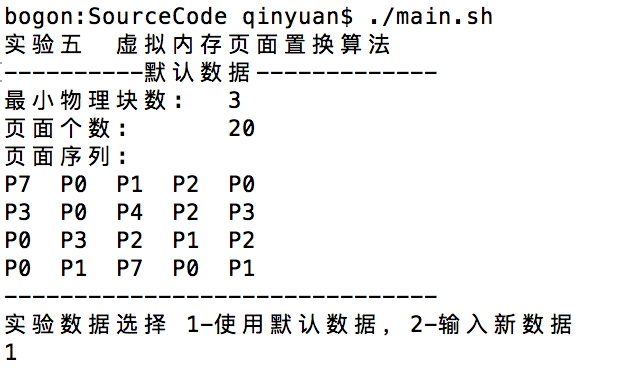 bogon:SourceCode qinyuan$ ./main.sh
实验五  虚拟内存页面置换算法
----------默认数据-------------
最小物理块数:   3
页面个数:       20
页面序列:
P7  P0  P1  P2  P0
P3  P0  P4  P2  P3
P0  P3  P2  P1  P2
P0  P1  P7  P0  P1
-------------------------------
实验数据选择 1-使用默认数据, 2-输入新数据
1